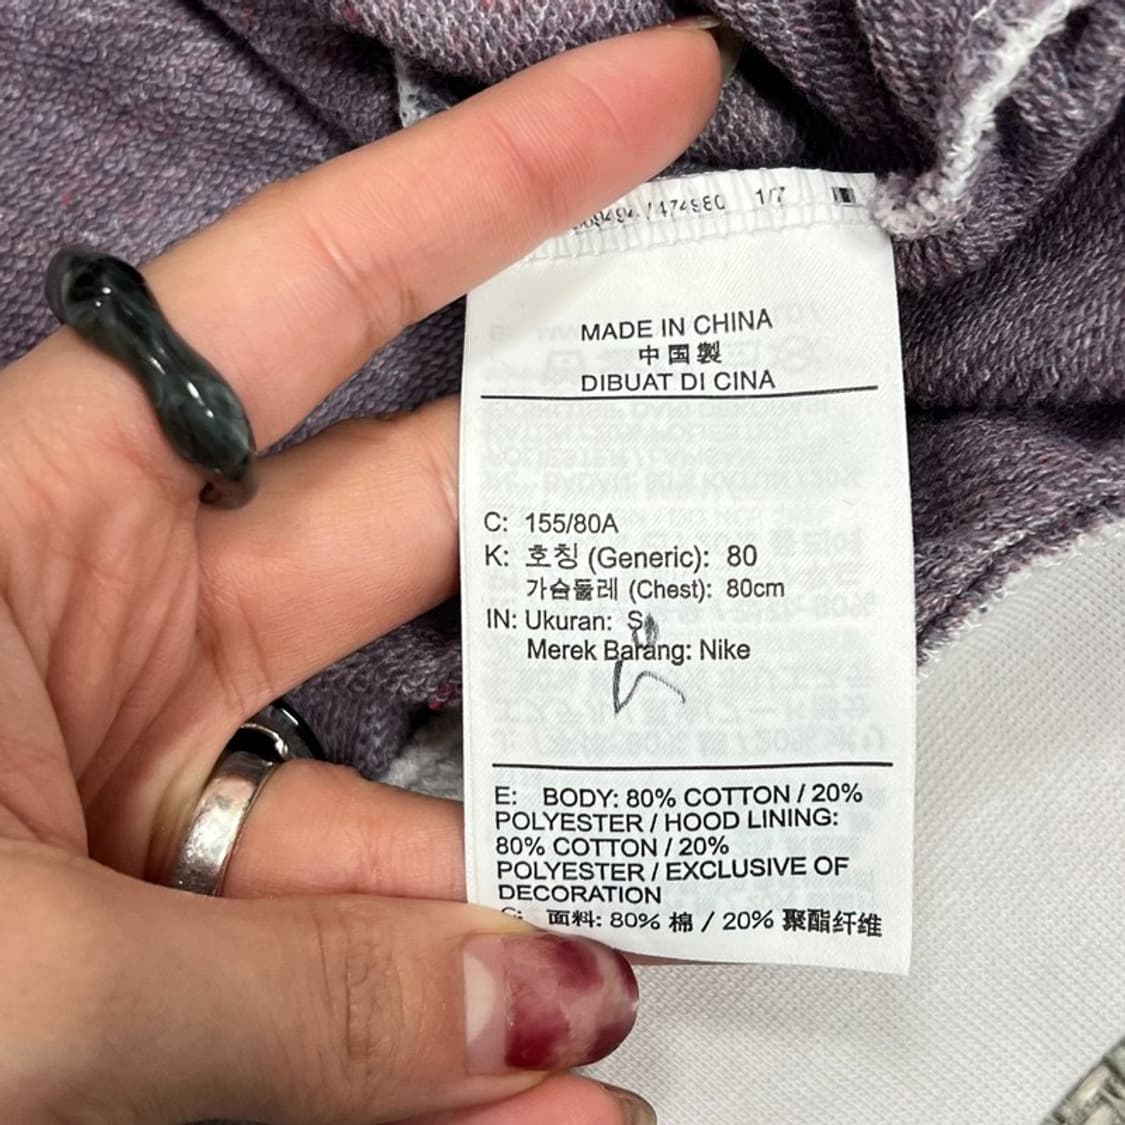 /474980 1/7
MADE IN CHINA
中国製
DIBUAT DI CINA
C: 155/80A
K: 호칭 (Generic): 80
가슴둘레 (Chest): 80cm
IN: Ukuran: S
Merek Barang: Nike
E: BODY: 80% COTTON / 20%
POLYESTER / HOOD LINING:
80% COTTON / 20%
POLYESTER / EXCLUSIVE OF
DECORATION
C: 面料: 80% 棉 / 20% 聚酯纤维